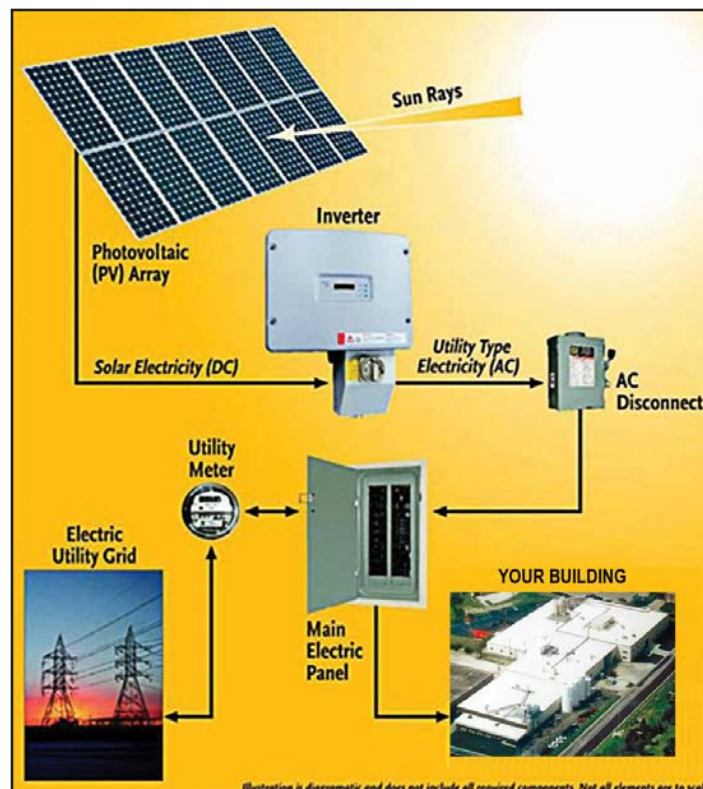 Sun Rays
Inverter
Photovoltaic
(PV) Array
Solar Electricity (DC)
Utility Type
Electricity (AC)
AC
Disconnect
Utility
Meter
Electric
Utility Grid
YOUR BUILDING
Main
Electric
Panel
Illustration is diagramatic and does not include all required components. Not all elements are to scale